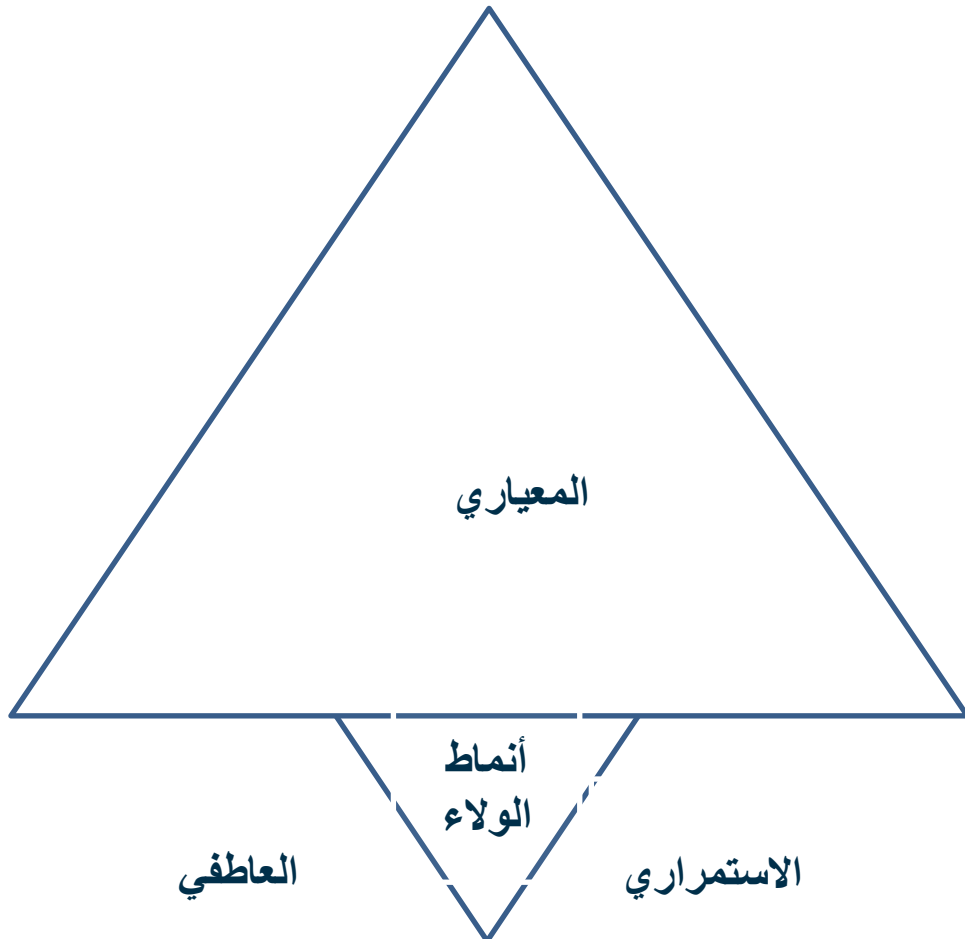 المعياري
أنماط
الولاء
الاستمراري
العاطفي